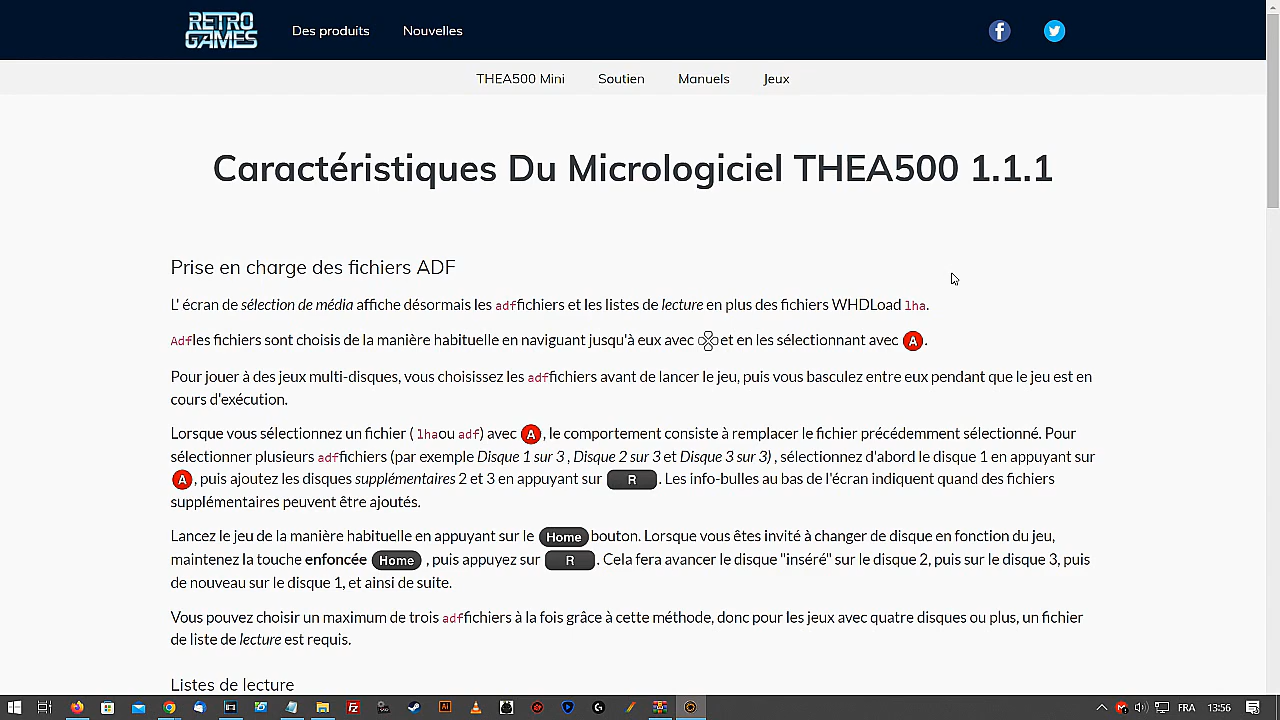 RETRO GAMES
Des produits
Nouvelles
THEA500 Mini
Soutien
Manuels
Jeux
Caractéristiques Du Micrologiciel THEA500 1.1.1
Prise en charge des fichiers ADF
L' écran de sélection de média affiche désormais les adffichiers et les listes de lecture en plus des fichiers WHDLoad lha.
Adfles fichiers sont choisis de la manière habituelle en naviguant jusqu'à eux avec et en les sélectionnant avec A.
Pour jouer à des jeux multi-disques, vous choisissez les adffichiers avant de lancer le jeu, puis vous basculez entre eux pendant que le jeu est en
cours d'exécution.
Lorsque vous sélectionnez un fichier ( lhaou adf) avec A, le comportement consiste à remplacer le fichier précédemment sélectionné. Pour
sélectionner plusieurs adffichiers (par exemple Disque 1 sur 3 , Disque 2 sur 3 et Disque 3 sur 3) , sélectionnez d'abord le disque 1 en appuyant sur
A, puis ajoutez les disques supplémentaires 2 et 3 en appuyant sur R. Les info-bulles au bas de l'écran indiquent quand des fichiers
supplémentaires peuvent être ajoutés.
Lancez le jeu de la manière habituelle en appuyant sur le Home bouton. Lorsque vous êtes invité à changer de disque en fonction du jeu,
maintenez la touche enfoncée Home , puis appuyez sur R. Cela fera avancer le disque "inséré" sur le disque 2, puis sur le disque 3, puis
de nouveau sur le disque 1, et ainsi de suite.
Vous pouvez choisir un maximum de trois adffichiers à la fois grâce à cette méthode, donc pour les jeux avec quatre disques ou plus, un fichier
de liste de lecture est requis.
Listes de lecture
FRA
13:56